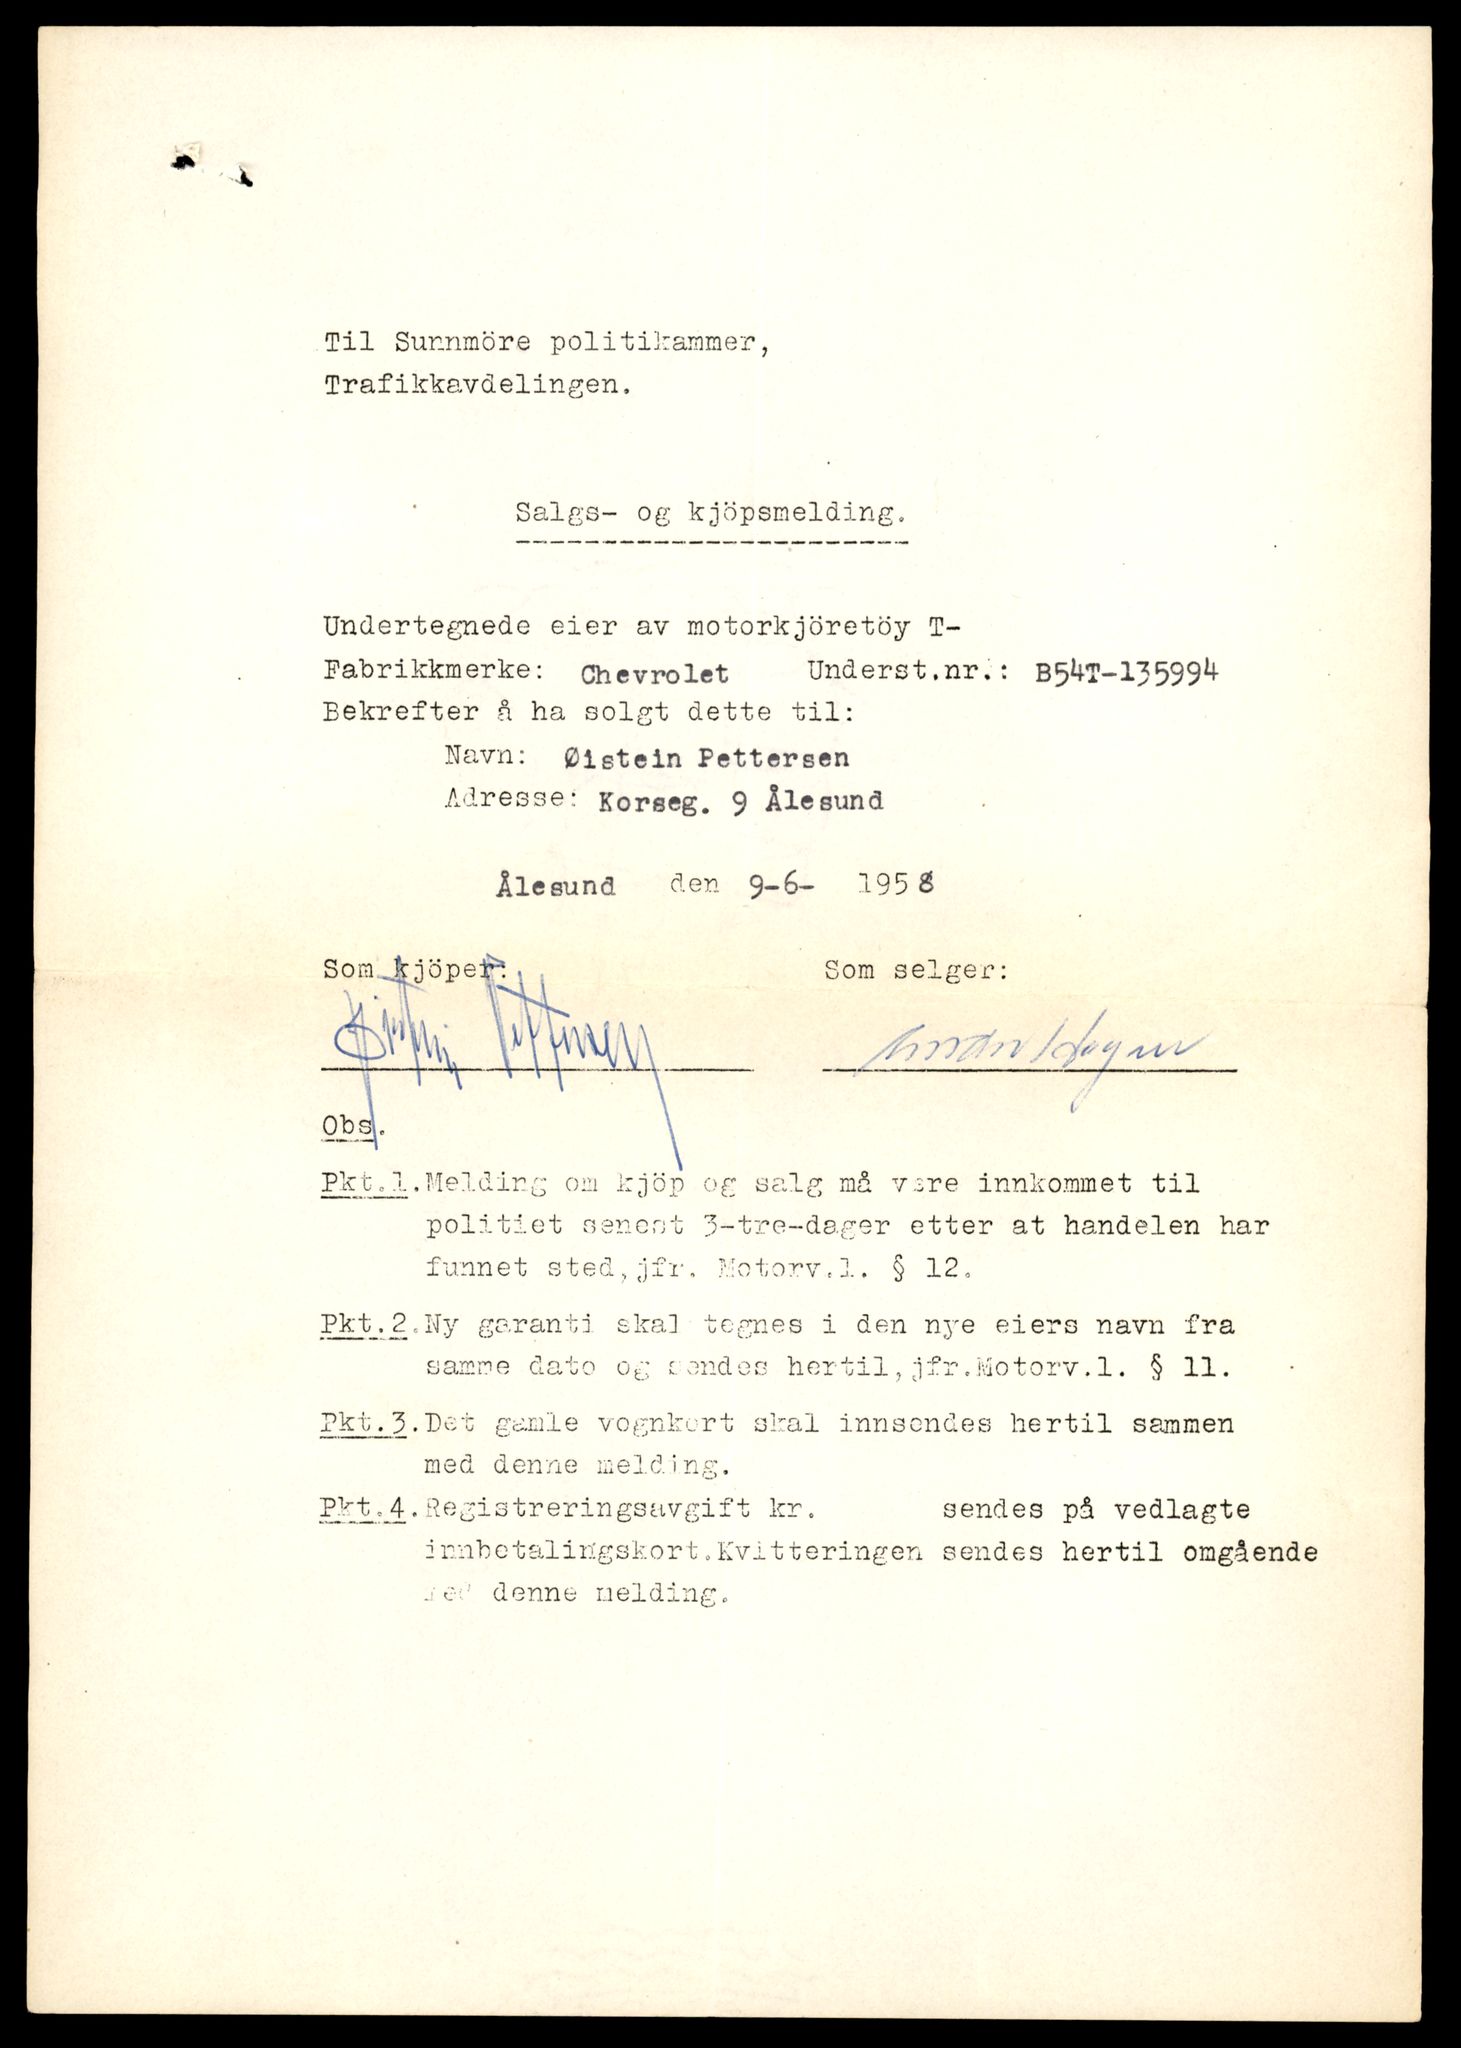 Til Sunnmöre politikammer,
Trafikkavdelingen.
Salgs- og kjöpsmelding.
Undertegnede eier av motorkjöretöy T-
Fabrikkmerke: Chevrolet Underst.nr.: B54T-135994
Bekrefter å ha solgt dette til:
Navn: Øistein Pettersen
Adresse: Korseg. 9 Ålesund
Ålesund den 9-6- 1958
Som kjöper: Som selger:
Øistein Pettersen
Obs.
Pkt.1. Melding om kjöp og salg må være innkommet til
politiet senest 3-tre-dager etter at handelen har
funnet sted, jfr. Motorv.l. § 12.
Pkt.2. Ny garanti skal tegnes i den nye eiers navn fra
samme dato og sendes hertil, jfr.Motorv.l. § 11.
Pkt.3. Det gamle vognkort skal innsendes hertil sammen
med denne melding.
Pkt.4. Registreringsavgift kr. sendes på vedlagte
innbetalingskort.Kvitteringen sendes hertil omgående
med denne melding.